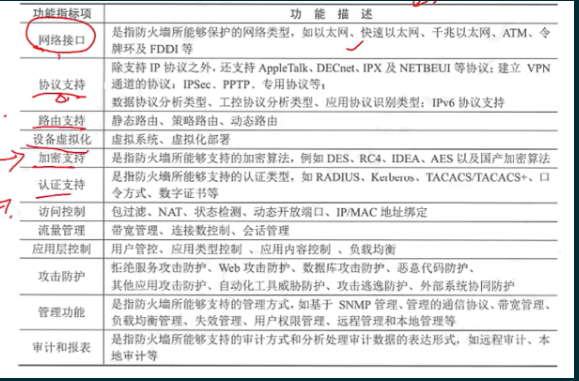 功能指标项 功 能 描 述
网络接口 是指防火墙所能够保护的网络类型，如以太网、快速以太网、千兆以太网、ATM、令
牌环及 FDDI 等
协议支持 除支持 IP 协议之外，还支持 AppleTalk、DECnet、IPX 及 NETBEUI 等协议；建立 VPN
通道的协议：IPSec、PPTP、专用协议等；
数据协议分析类型、工控协议分析类型、应用协议识别类型；IPv6 协议支持
路由支持 静态路由、策略路由、动态路由
设备虚拟化 虚拟系统、虚拟化部署
加密支持 是指防火墙所能够支持的加密算法，例如 DES、RC4、IDEA、AES 以及国产加密算法
认证支持 是指防火墙所能够支持的认证类型，如 RADIUS、Kerberos、TACACS/TACACS+、口
令方式、数字证书等
访问控制 包过滤、NAT、状态检测、动态开放端口、IP/MAC 地址绑定
流量管理 带宽管理、连接数控制、会话管理
应用层控制 用户管控、应用类型控制 、应用内容控制 、负载均衡
攻击防护 拒绝服务攻击防护、Web 攻击防护、数据库攻击防护、恶意代码防护、
其他应用攻击防护、自动化工具威胁防护、攻击逃逸防护、外部系统协同防护
管理功能 是指防火墙所能够支持的管理方式，如基于 SNMP 管理、管理的通信协议、带宽管理、
负载均衡管理、失效管理、用户权限管理、远程管理和本地管理等
审计和报表 是指防火墙所能够支持的审计方式和分析处理审计数据的表达形式，如远程审计、本
地审计等